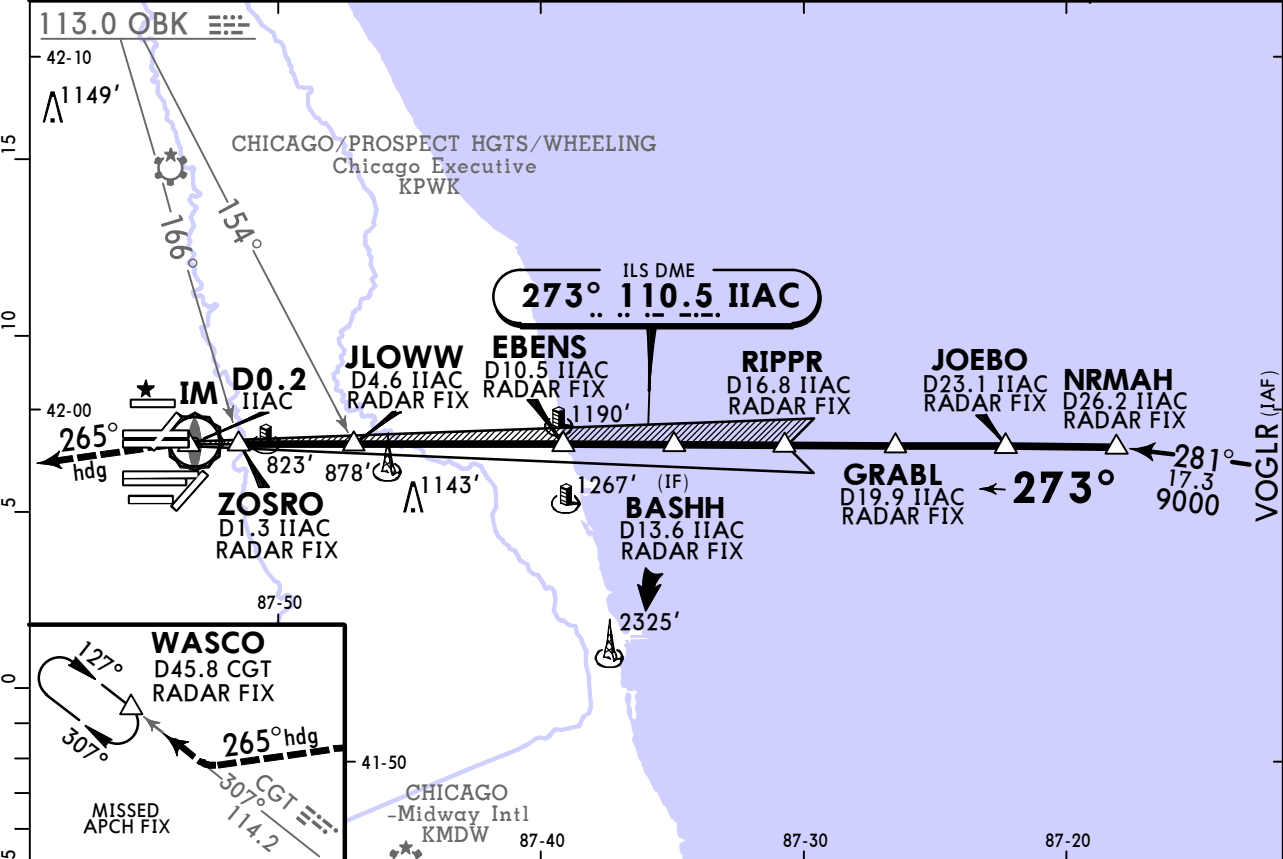 113.0 OBK
42-10
1149'
15
CHICAGO/PROSPECT HGTS/WHEELING
Chicago Executive
KPWK
166°
154°
ILS DME
273° 110.5 IIAC
10
IM
D0.2
IIAC
JLOWW
D4.6 IIAC
RADAR FIX
EBENS
D10.5 IIAC
RADAR FIX
RIPPR
D16.8 IIAC
RADAR FIX
JOEBO
D23.1 IIAC
RADAR FIX
NRMAH
D26.2 IIAC
RADAR FIX
42-00
1190'
265°
hdg
823'
878'
1143'
1267'
(IF)
BASHH
D13.6 IIAC
RADAR FIX
GRABL
D19.9 IIAC
RADAR FIX
273°
281°
17.3
9000
VOGLR (IAF)
5
ZOSRO
D1.3 IIAC
RADAR FIX
87-50
2325'
WASCO
D45.8 CGT
RADAR FIX
127°
307°
265° hdg
0
41-50
307°
CGT
114.2
MISSED
APCH FIX
CHICAGO
-Midway Intl
KMDW
5
87-40
87-30
87-20